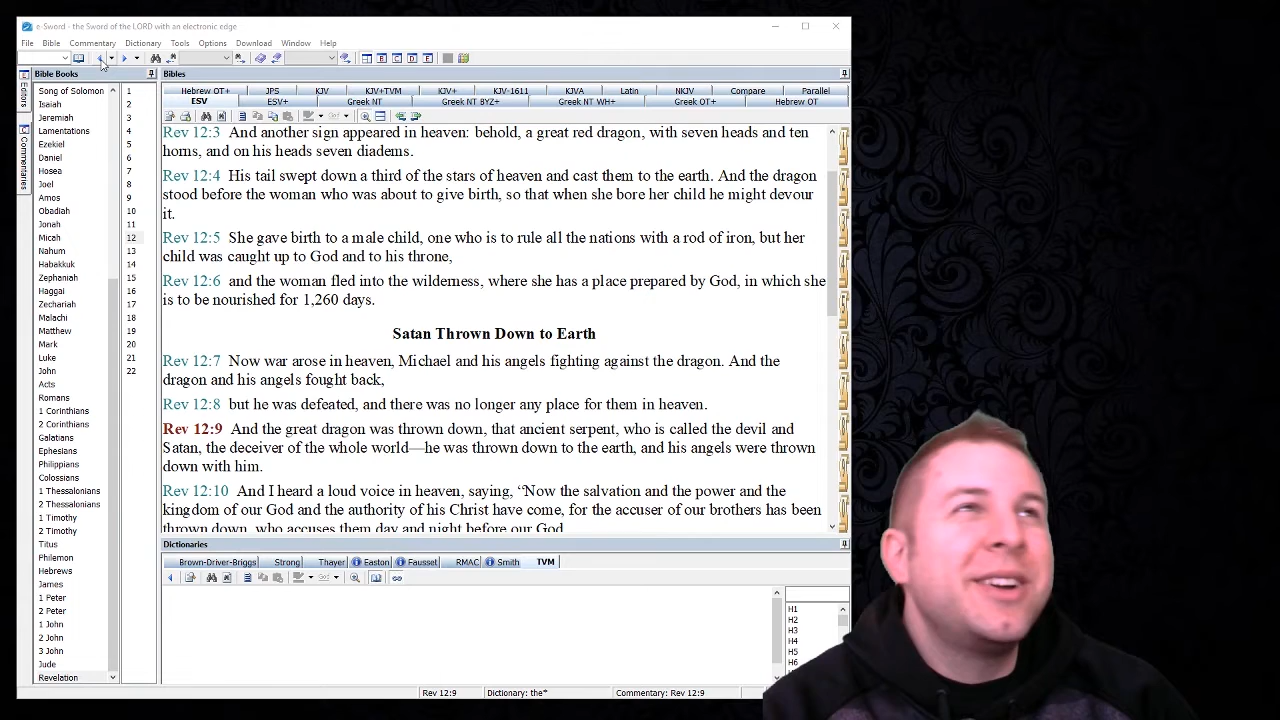 e-Sword - the Sword of the LORD with an electronic edge
File Bible Commentary Dictionary Tools Options Download Window Help
B C D E
Bible Books
Bibles
Editors
Commentaries
Song of Solomon 1
Isaiah 2
Jeremiah 3
Lamentations 4
Ezekiel 5
Daniel 6
Hosea 7
Joel 8
Amos 9
Obadiah 10
Jonah 11
Micah 12
Nahum 13
Habakkuk 14
Zephaniah 15
Haggai 16
Zechariah 17
Malachi 18
Matthew 19
Mark 20
Luke 21
John 22
Acts
Romans
1 Corinthians
2 Corinthians
Galatians
Ephesians
Philippians
Colossians
1 Thessalonians
2 Thessalonians
1 Timothy
2 Timothy
Titus
Philemon
Hebrews
James
1 Peter
2 Peter
1 John
2 John
3 John
Jude
Revelation
Hebrew OT+ JPS KJV KJV+TVM KJV+ KJV-1611 KJVA Latin NKJV Compare Parallel
ESV ESV+ Greek NT Greek NT BYZ+ Greek NT WH+ Greek OT+ Hebrew OT
Rev 12:3 And another sign appeared in heaven: behold, a great red dragon, with seven heads and ten
horns, and on his heads seven diadems.
Rev 12:4 His tail swept down a third of the stars of heaven and cast them to the earth. And the dragon
stood before the woman who was about to give birth, so that when she bore her child he might devour
it.
Rev 12:5 She gave birth to a male child, one who is to rule all the nations with a rod of iron, but her
child was caught up to God and to his throne,
Rev 12:6 and the woman fled into the wilderness, where she has a place prepared by God, in which she
is to be nourished for 1,260 days.
Satan Thrown Down to Earth
Rev 12:7 Now war arose in heaven, Michael and his angels fighting against the dragon. And the
dragon and his angels fought back,
Rev 12:8 but he was defeated, and there was no longer any place for them in heaven.
Rev 12:9 And the great dragon was thrown down, that ancient serpent, who is called the devil and
Satan, the deceiver of the whole world—he was thrown down to the earth, and his angels were thrown
down with him.
Rev 12:10 And I heard a loud voice in heaven, saying, “Now the salvation and the power and the
kingdom of our God and the authority of his Christ have come, for the accuser of our brothers has been
thrown down, who accuses them day and night before our God.
Dictionaries
Brown-Driver-Briggs Strong Thayer Easton Fausset RMAC Smith TVM
H1
H2
H3
H4
H5
H6
Rev 12:9 Dictionary: the* Commentary: Rev 12:9